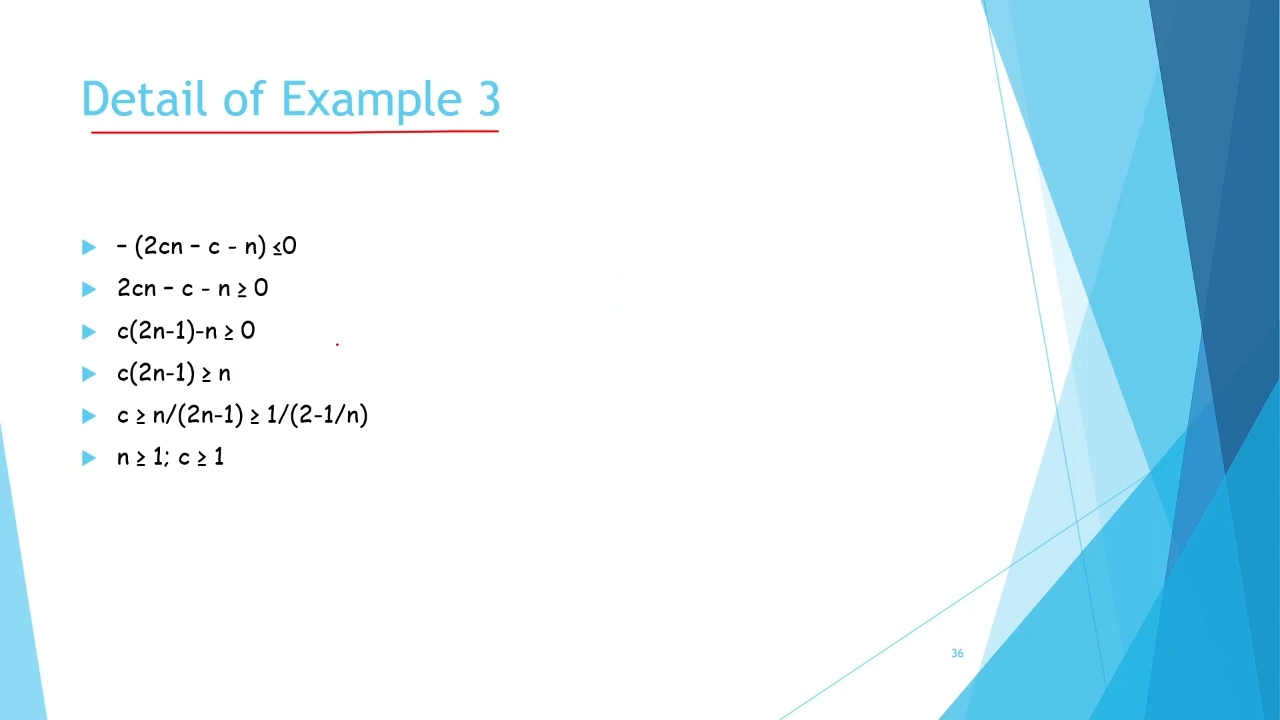 Detail of Example 3
– (2cn – c - n) ≤0
2cn – c - n ≥ 0
c(2n-1)-n ≥ 0
c(2n-1) ≥ n
c ≥ n/(2n-1) ≥ 1/(2-1/n)
n ≥ 1; c ≥ 1
36